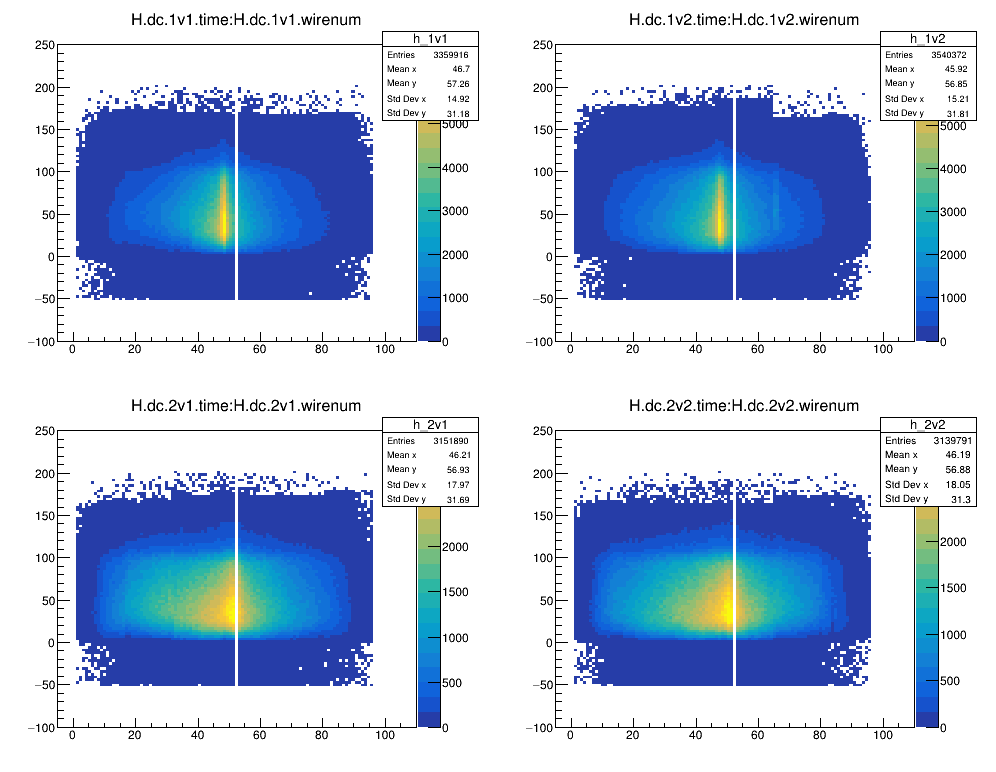 H.dc.1v1.time:H.dc.1v1.wirenum
h_1v1
Entries 3359916
Mean x 46.7
Mean y 57.26
Std Dev x 14.92
Std Dev y 31.18
250
200
150
100
50
0
−50
−100
0 20 40 60 80 100
5000
4000
3000
2000
1000
0
H.dc.1v2.time:H.dc.1v2.wirenum
h_1v2
Entries 3540372
Mean x 45.92
Mean y 56.85
Std Dev x 15.21
Std Dev y 31.81
250
200
150
100
50
0
−50
−100
0 20 40 60 80 100
5000
4000
3000
2000
1000
0
H.dc.2v1.time:H.dc.2v1.wirenum
h_2v1
Entries 3151890
Mean x 46.21
Mean y 56.93
Std Dev x 17.97
Std Dev y 31.69
250
200
150
100
50
0
−50
−100
0 20 40 60 80 100
2000
1500
1000
500
0
H.dc.2v2.time:H.dc.2v2.wirenum
h_2v2
Entries 3139791
Mean x 46.19
Mean y 56.88
Std Dev x 18.05
Std Dev y 31.3
250
200
150
100
50
0
−50
−100
0 20 40 60 80 100
2000
1500
1000
500
0